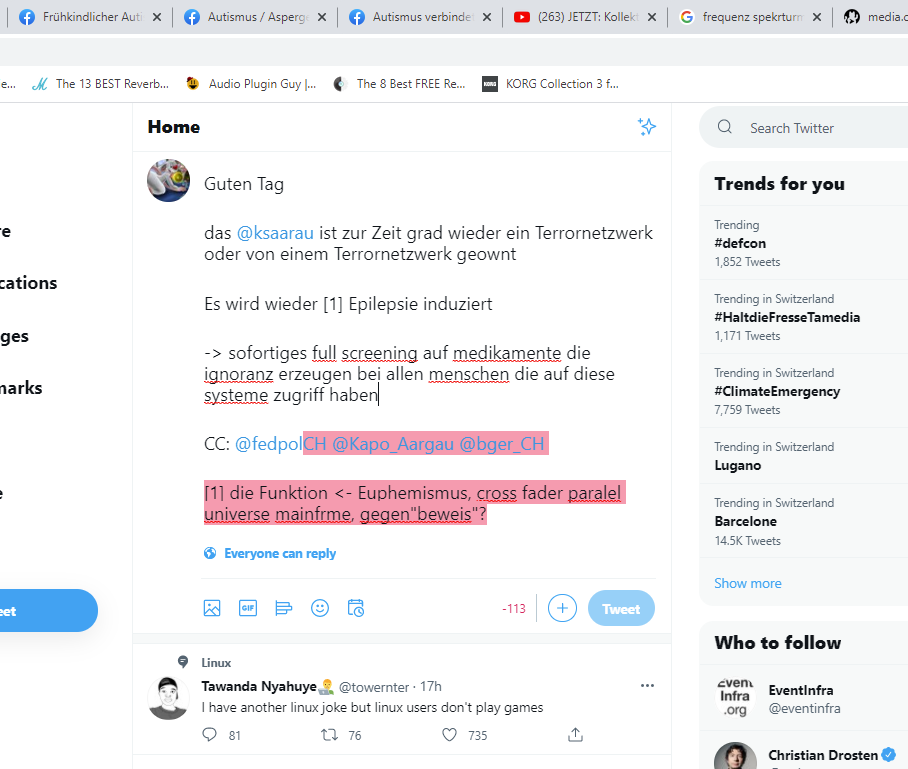 Frühkindlicher Auti
Autismus / Asperge
Autismus verbindet
(263) JETZT: Kollekt
frequenz spekrturm
media.c
e...
The 13 BEST Reverb...
Audio Plugin Guy |...
The 8 Best FREE Re...
KORG
KORG Collection 3 f...
Home
Search Twitter
Guten Tag
das @ksaarau ist zur Zeit grad wieder ein Terrornetzwerk
oder von einem Terrornetzwerk geownt
Es wird wieder [1] Epilepsie induziert
-> sofortiges full screening auf medikamente die
ignoranz erzeugen bei allen menschen die auf diese
systeme zugriff haben
CC: @fedpolCH @Kapo_Aargau @bger_CH
[1] die Funktion <- Euphemismus, cross fader paralel
universe mainfrme, gegen"beweis"?
Everyone can reply
GIF
-113
Tweet
re
cations
ges
marks
e
eet
Linux
Tawanda Nyahuye @towernter · 17h
I have another linux joke but linux users don't play games
81
76
735
Trends for you
Trending
#defcon
1,852 Tweets
Trending in Switzerland
#HaltdieFresseTamedia
1,171 Tweets
Trending in Switzerland
#ClimateEmergency
7,759 Tweets
Trending in Switzerland
Lugano
Trending in Switzerland
Barcelone
14.5K Tweets
Show more
Who to follow
Event
Infra
.org
EventInfra
@eventinfra
Christian Drosten